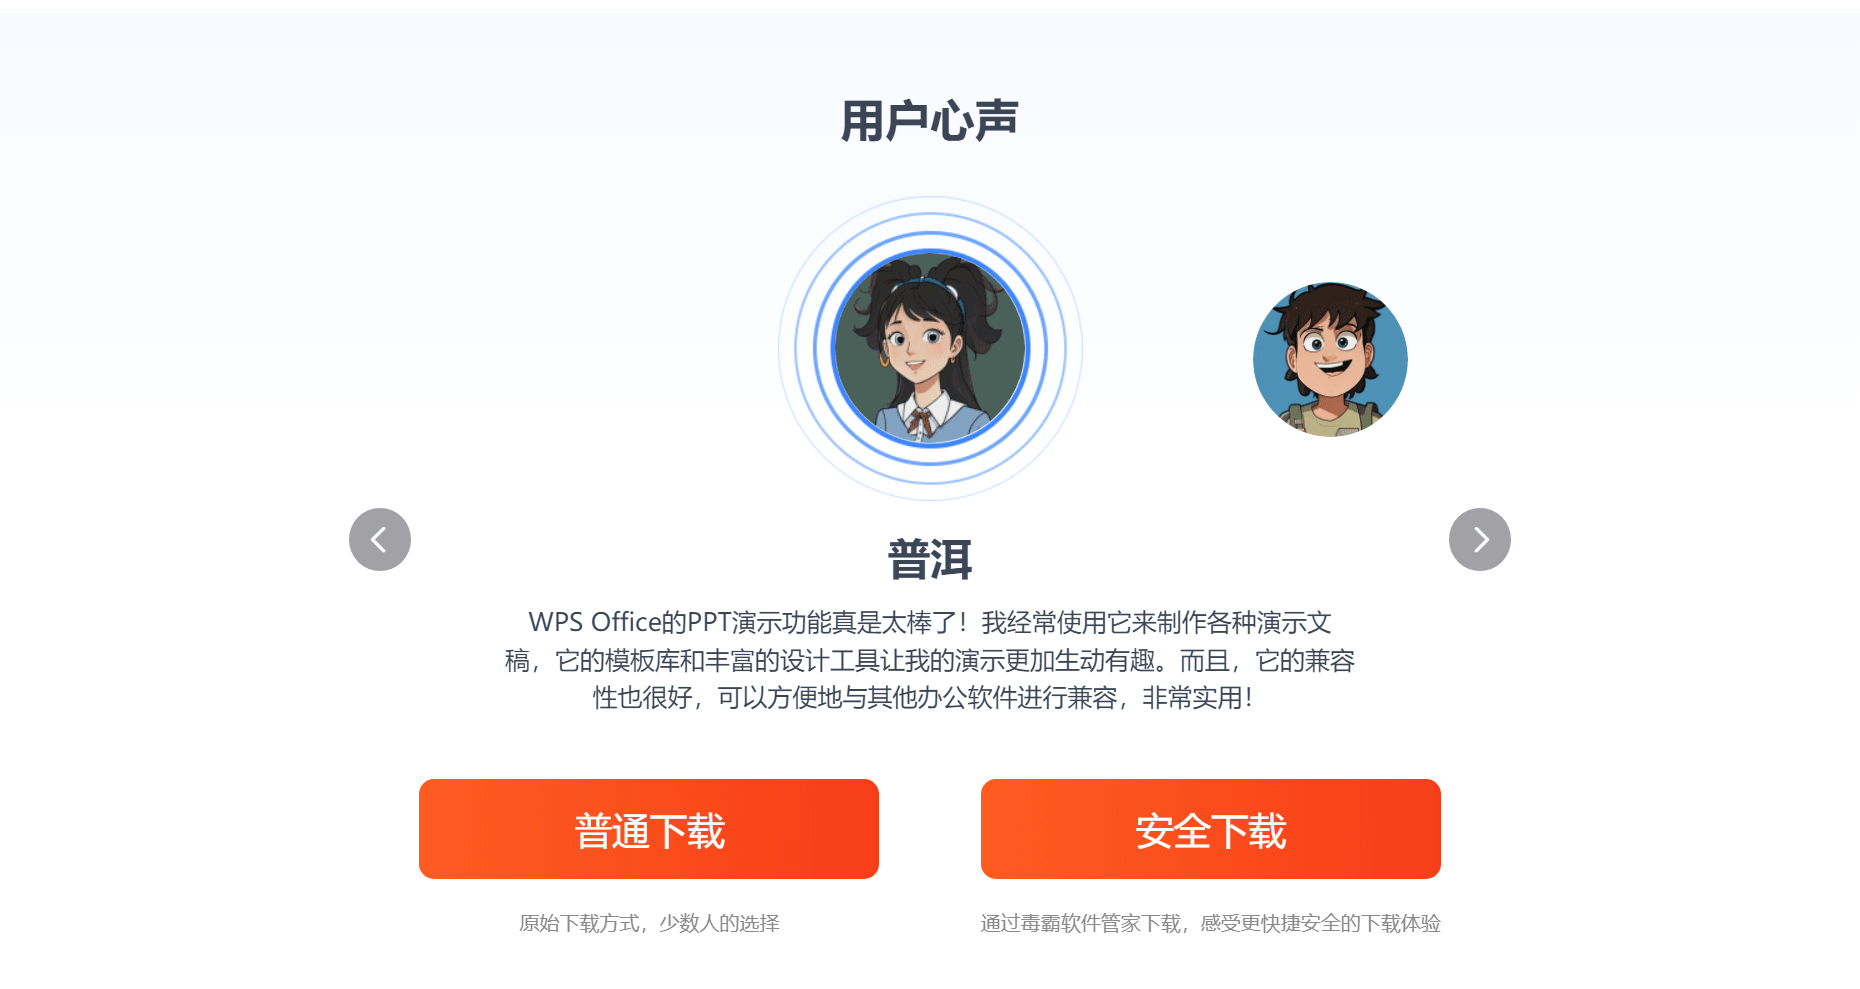 用户心声
普洱
WPS Office的PPT演示功能真是太棒了！我经常使用它来制作各种演示文
稿，它的模板库和丰富的设计工具让我的演示更加生动有趣。而且，它的兼容
性也很好，可以方便地与其他办公软件进行兼容，非常实用！
普通下载
安全下载
原始下载方式，少数人的选择
通过毒霸软件管家下载，感受更快捷安全的下载体验